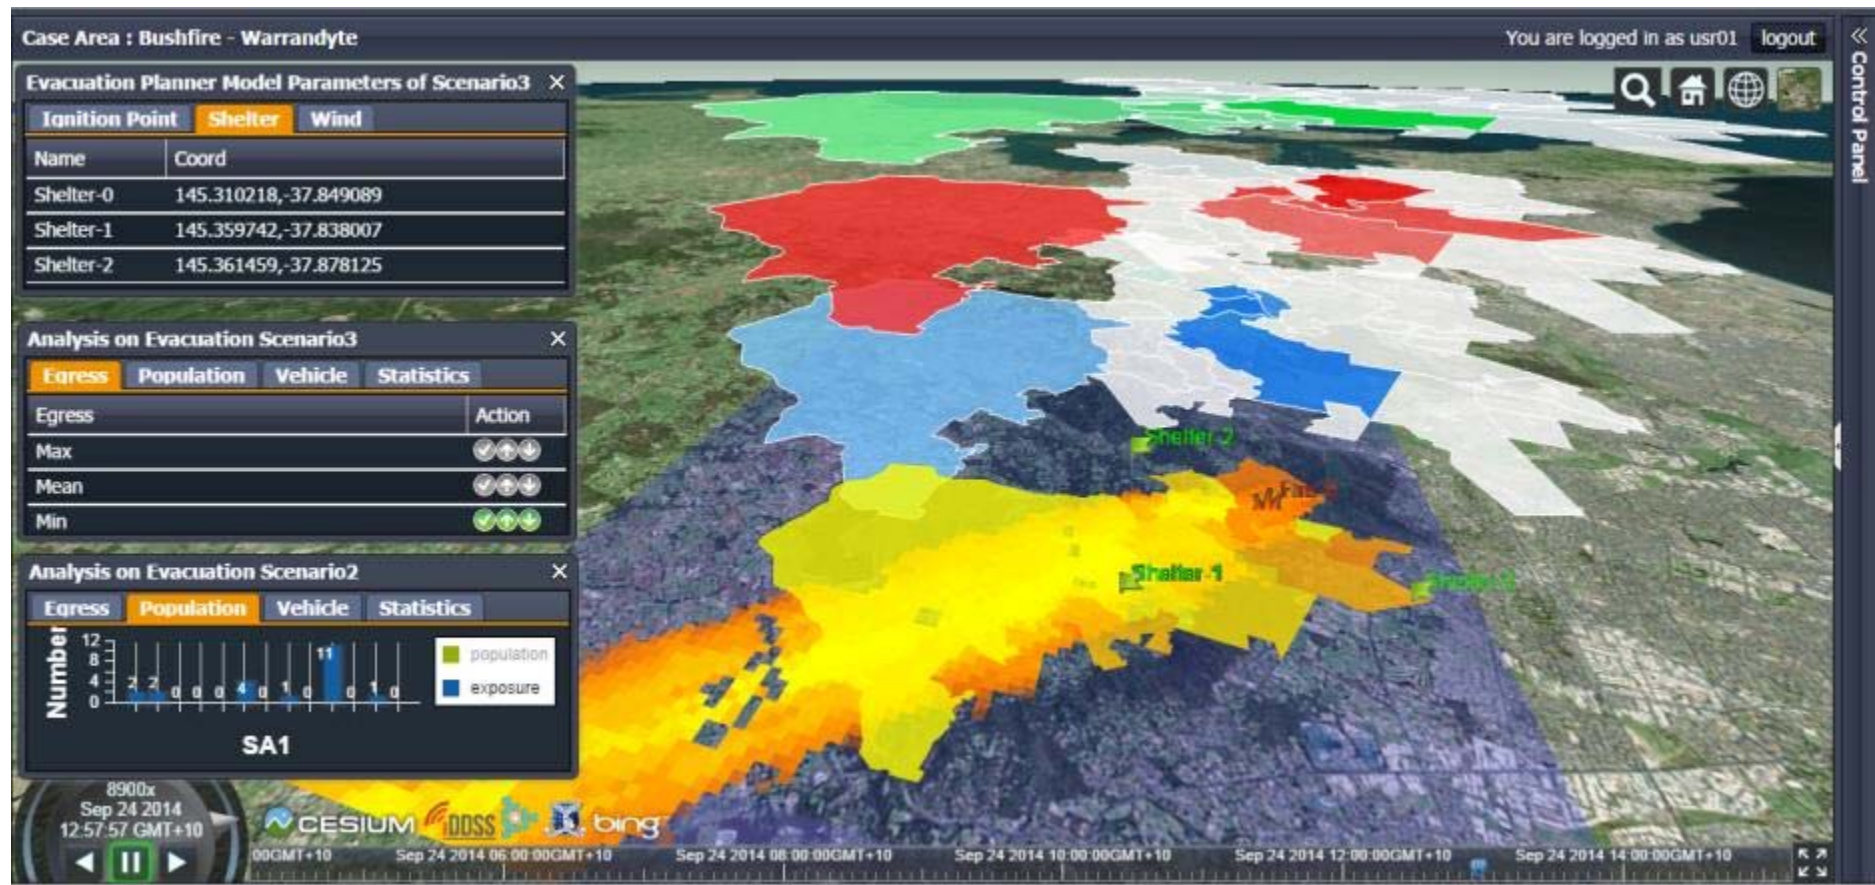 Case Area : Bushfire - Warrandyte
You are logged in as usr01 logout
Control Panel
Evacuation Planner Model Parameters of Scenario3
Ignition Point Shelter Wind
Name Coord
Shelter-0 145.310218,-37.849089
Shelter-1 145.359742,-37.838007
Shelter-2 145.361459,-37.878125
Analysis on Evacuation Scenario3
Egress Population Vehicle Statistics
Egress Action
Max
Mean
Min
Analysis on Evacuation Scenario2
Egress Population Vehicle Statistics
Number
12
8
4
0
2 2 0 0 0 4 0 1 0 11 0 1 0
population
exposure
SA1
Shelter-2
Shelter-1
8900x
Sep 24 2014
12:57:57 GMT+10
CESIUM IDDSS bing
00GMT+10 Sep 24 2014 06:00:00GMT+10 Sep 24 2014 08:00:00GMT+10 Sep 24 2014 10:00:00GMT+10 Sep 24 2014 12:00:00GMT+10 Sep 24 2014 14:00:00GMT+10